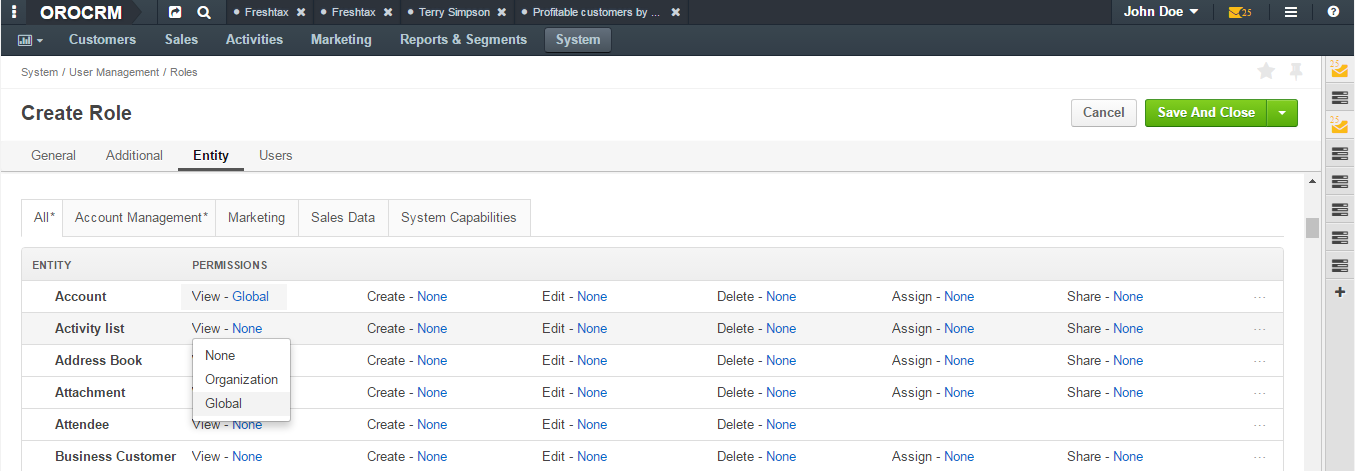 OROCRM Freshtax Freshtax Terry Simpson Profitable customers by ... John Doe 25
Customers Sales Activities Marketing Reports & Segments System
System / User Management / Roles
25
Create Role Cancel Save And Close
25
General Additional Entity Users
All* Account Management* Marketing Sales Data System Capabilities
ENTITY PERMISSIONS
Account View - Global Create - None Edit - None Delete - None Assign - None Share - None ...
Activity list View - None Create - None Edit - None Delete - None Assign - None Share - None ...
None
Address Book Create - None Edit - None Delete - None Assign - None Share - None ...
Organization
Attachment Create - None Edit - None Delete - None Assign - None Share - None ...
Global
Attendee View - None Create - None Edit - None Delete - None ...
Business Customer View - None Create - None Edit - None Delete - None Assign - None Share - None ...